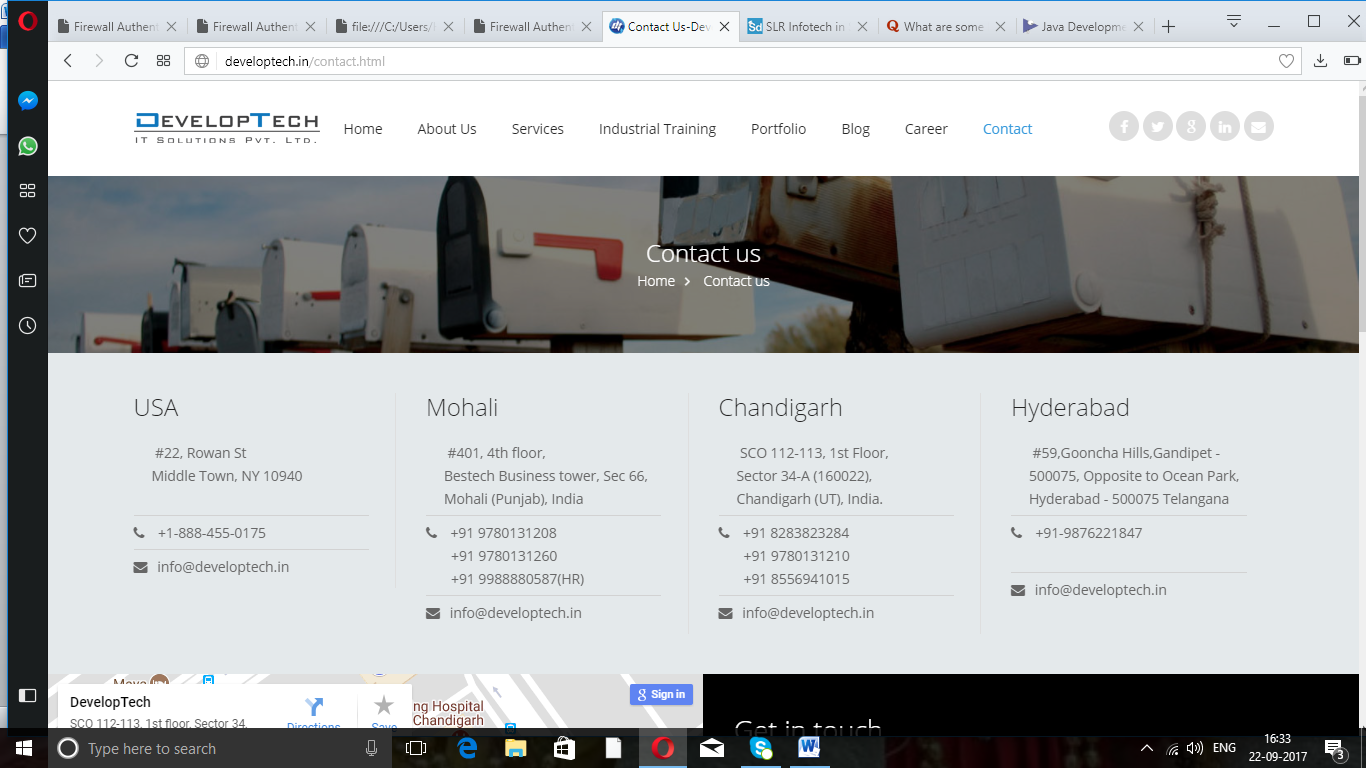 Firewall Authent
Firewall Authent
file:///C:/Users/
Firewall Authent
Contact Us-Dev
SLR Infotech in
What are some
Java Developme
developtech.in/contact.html
DEVELOPTECH
IT SOLUTIONS PVT. LTD.
Home
About Us
Services
Industrial Training
Portfolio
Blog
Career
Contact
Contact us
Home > Contact us
USA
#22, Rowan St
Middle Town, NY 10940
+1-888-455-0175
info@developtech.in
Mohali
#401, 4th floor,
Bestech Business tower, Sec 66,
Mohali (Punjab), India
+91 9780131208
+91 9780131260
+91 9988880587(HR)
info@developtech.in
Chandigarh
SCO 112-113, 1st Floor,
Sector 34-A (160022),
Chandigarh (UT), India.
+91 8283823284
+91 9780131210
+91 8556941015
info@developtech.in
Hyderabad
#59,Gooncha Hills,Gandipet -
500075, Opposite to Ocean Park,
Hyderabad - 500075 Telangana
+91-9876221847
info@developtech.in
DevelopTech
SCO 112-113, 1st floor, Sector 34,
Directions
Save
ng Hospital
Chandigarh
Sign in
Get in touch
Type here to search
ENG
16:33
22-09-2017
3